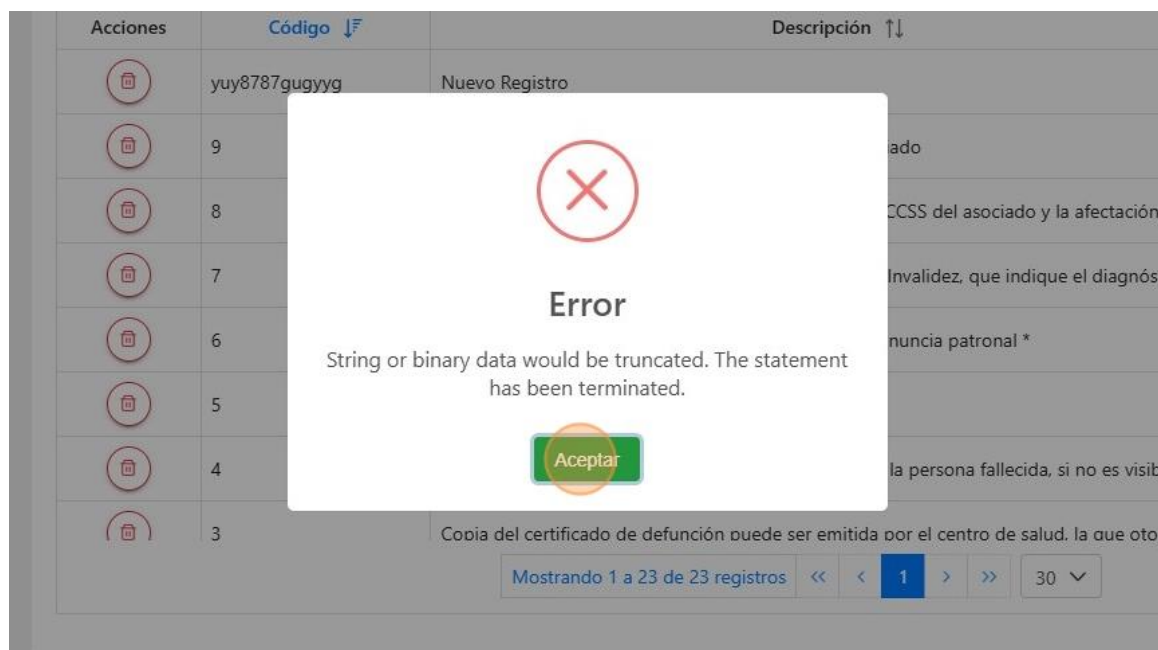 Acciones Código Descripción
yuy8787gugyyg Nuevo Registro
9 ado
8 CCSS del asociado y la afectación
7 Invalidez, que indique el diagnós
Error
6 nuncia patronal *
String or binary data would be truncated. The statement
has been terminated.
5
Aceptar
4 la persona fallecida, si no es visib
3 Copia del certificado de defunción puede ser emitida por el centro de salud, la que oto
Mostrando 1 a 23 de 23 registros << < 1 > >> 30